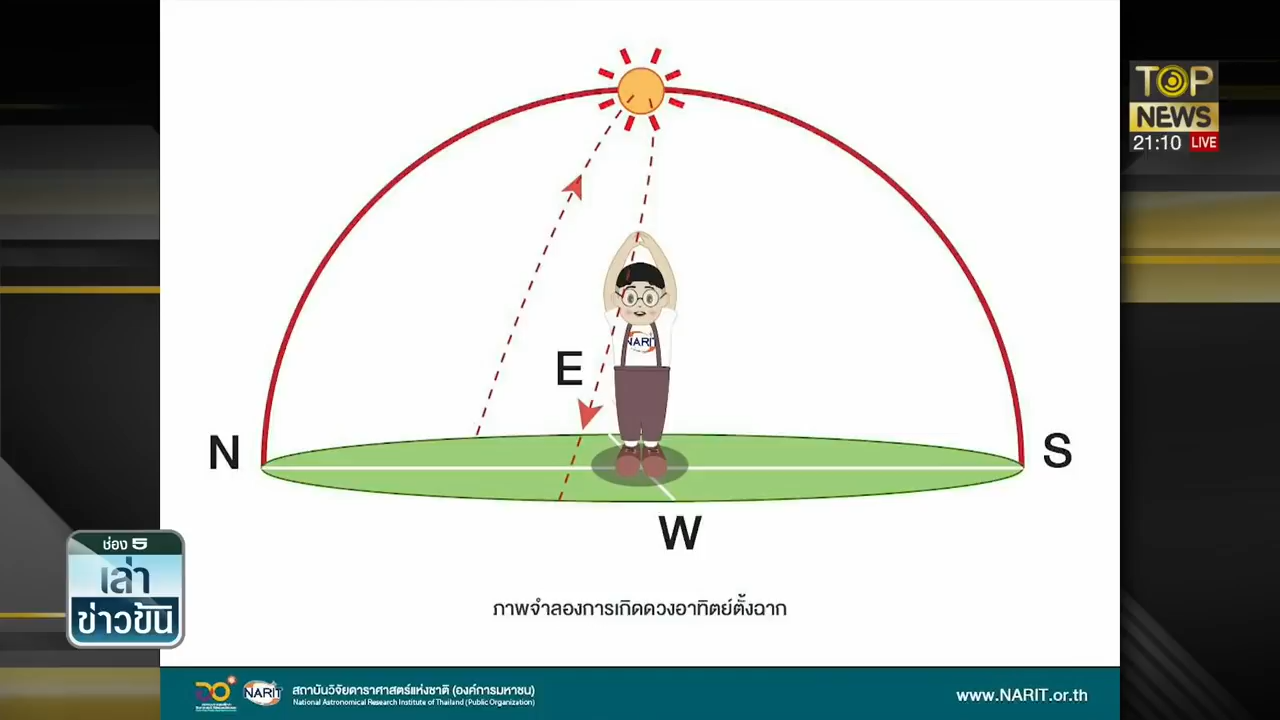 TOP
NEWS
21:10 LIVE
NARIT
E
N
S
W
ช่อง 5
เล่า
ข่าวข้น
ภาพจำลองการเกิดดวงอาทิตย์ตั้งฉาก
NARIT
สถาบันวิจัยดาราศาสตร์แห่งชาติ (องค์การมหาชน)
National Astronomical Research Institute of Thailand (Public Organization)
www.NARIT.or.th